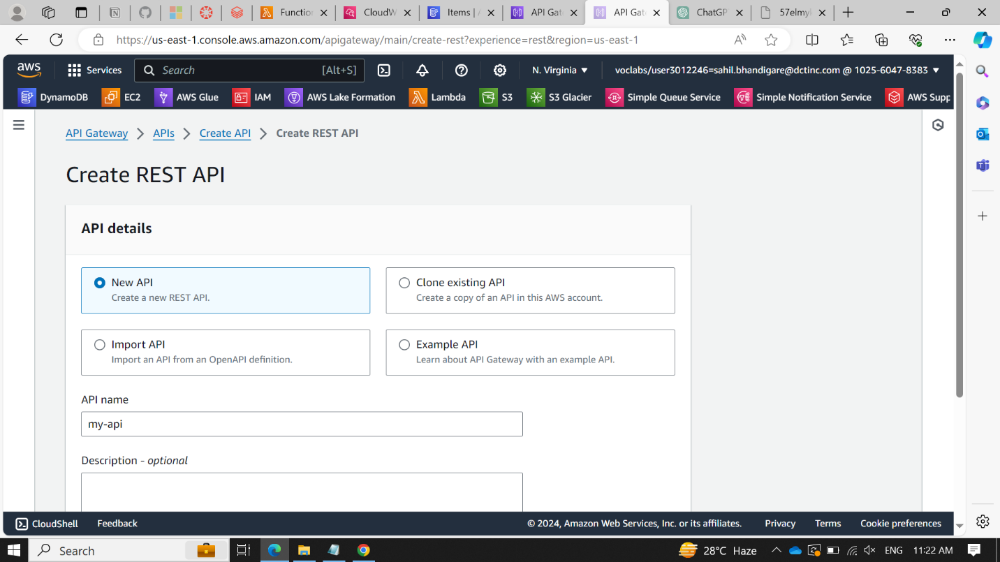 Functio
CloudW
Items | A
API Gat
API Gat
ChatGP
57elmyl
https://us-east-1.console.aws.amazon.com/apigateway/main/create-rest?experience=rest&region=us-east-1
aws
Services
Search
[Alt+S]
N. Virginia
voclabs/user3012246=sahil.bhandigare@dctinc.com @ 1025-6047-8383
DynamoDB
EC2
AWS Glue
IAM
AWS Lake Formation
Lambda
S3
S3 Glacier
Simple Queue Service
Simple Notification Service
AWS Supp
API Gateway > APIs > Create API > Create REST API
Create REST API
API details
New API
Create a new REST API.
Clone existing API
Create a copy of an API in this AWS account.
Import API
Import an API from an OpenAPI definition.
Example API
Learn about API Gateway with an example API.
API name
my-api
Description - optional
CloudShell
Feedback
© 2024, Amazon Web Services, Inc. or its affiliates.
Privacy
Terms
Cookie preferences
Search
28°C Haze
ENG
11:22 AM